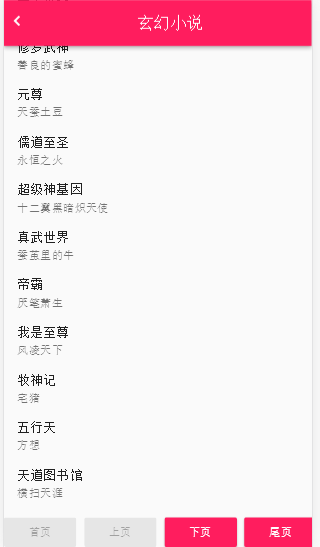 玄幻小说
修罗武神
善良的蜜蜂
元尊
天蚕土豆
儒道至圣
永恒之火
超级神基因
十二翼黑暗炽天使
真武世界
蚕茧里的牛
帝霸
厌笔萧生
我是至尊
风凌天下
牧神记
宅猪
五行天
方想
天道图书馆
横扫天涯
首页 上页 下页 尾页